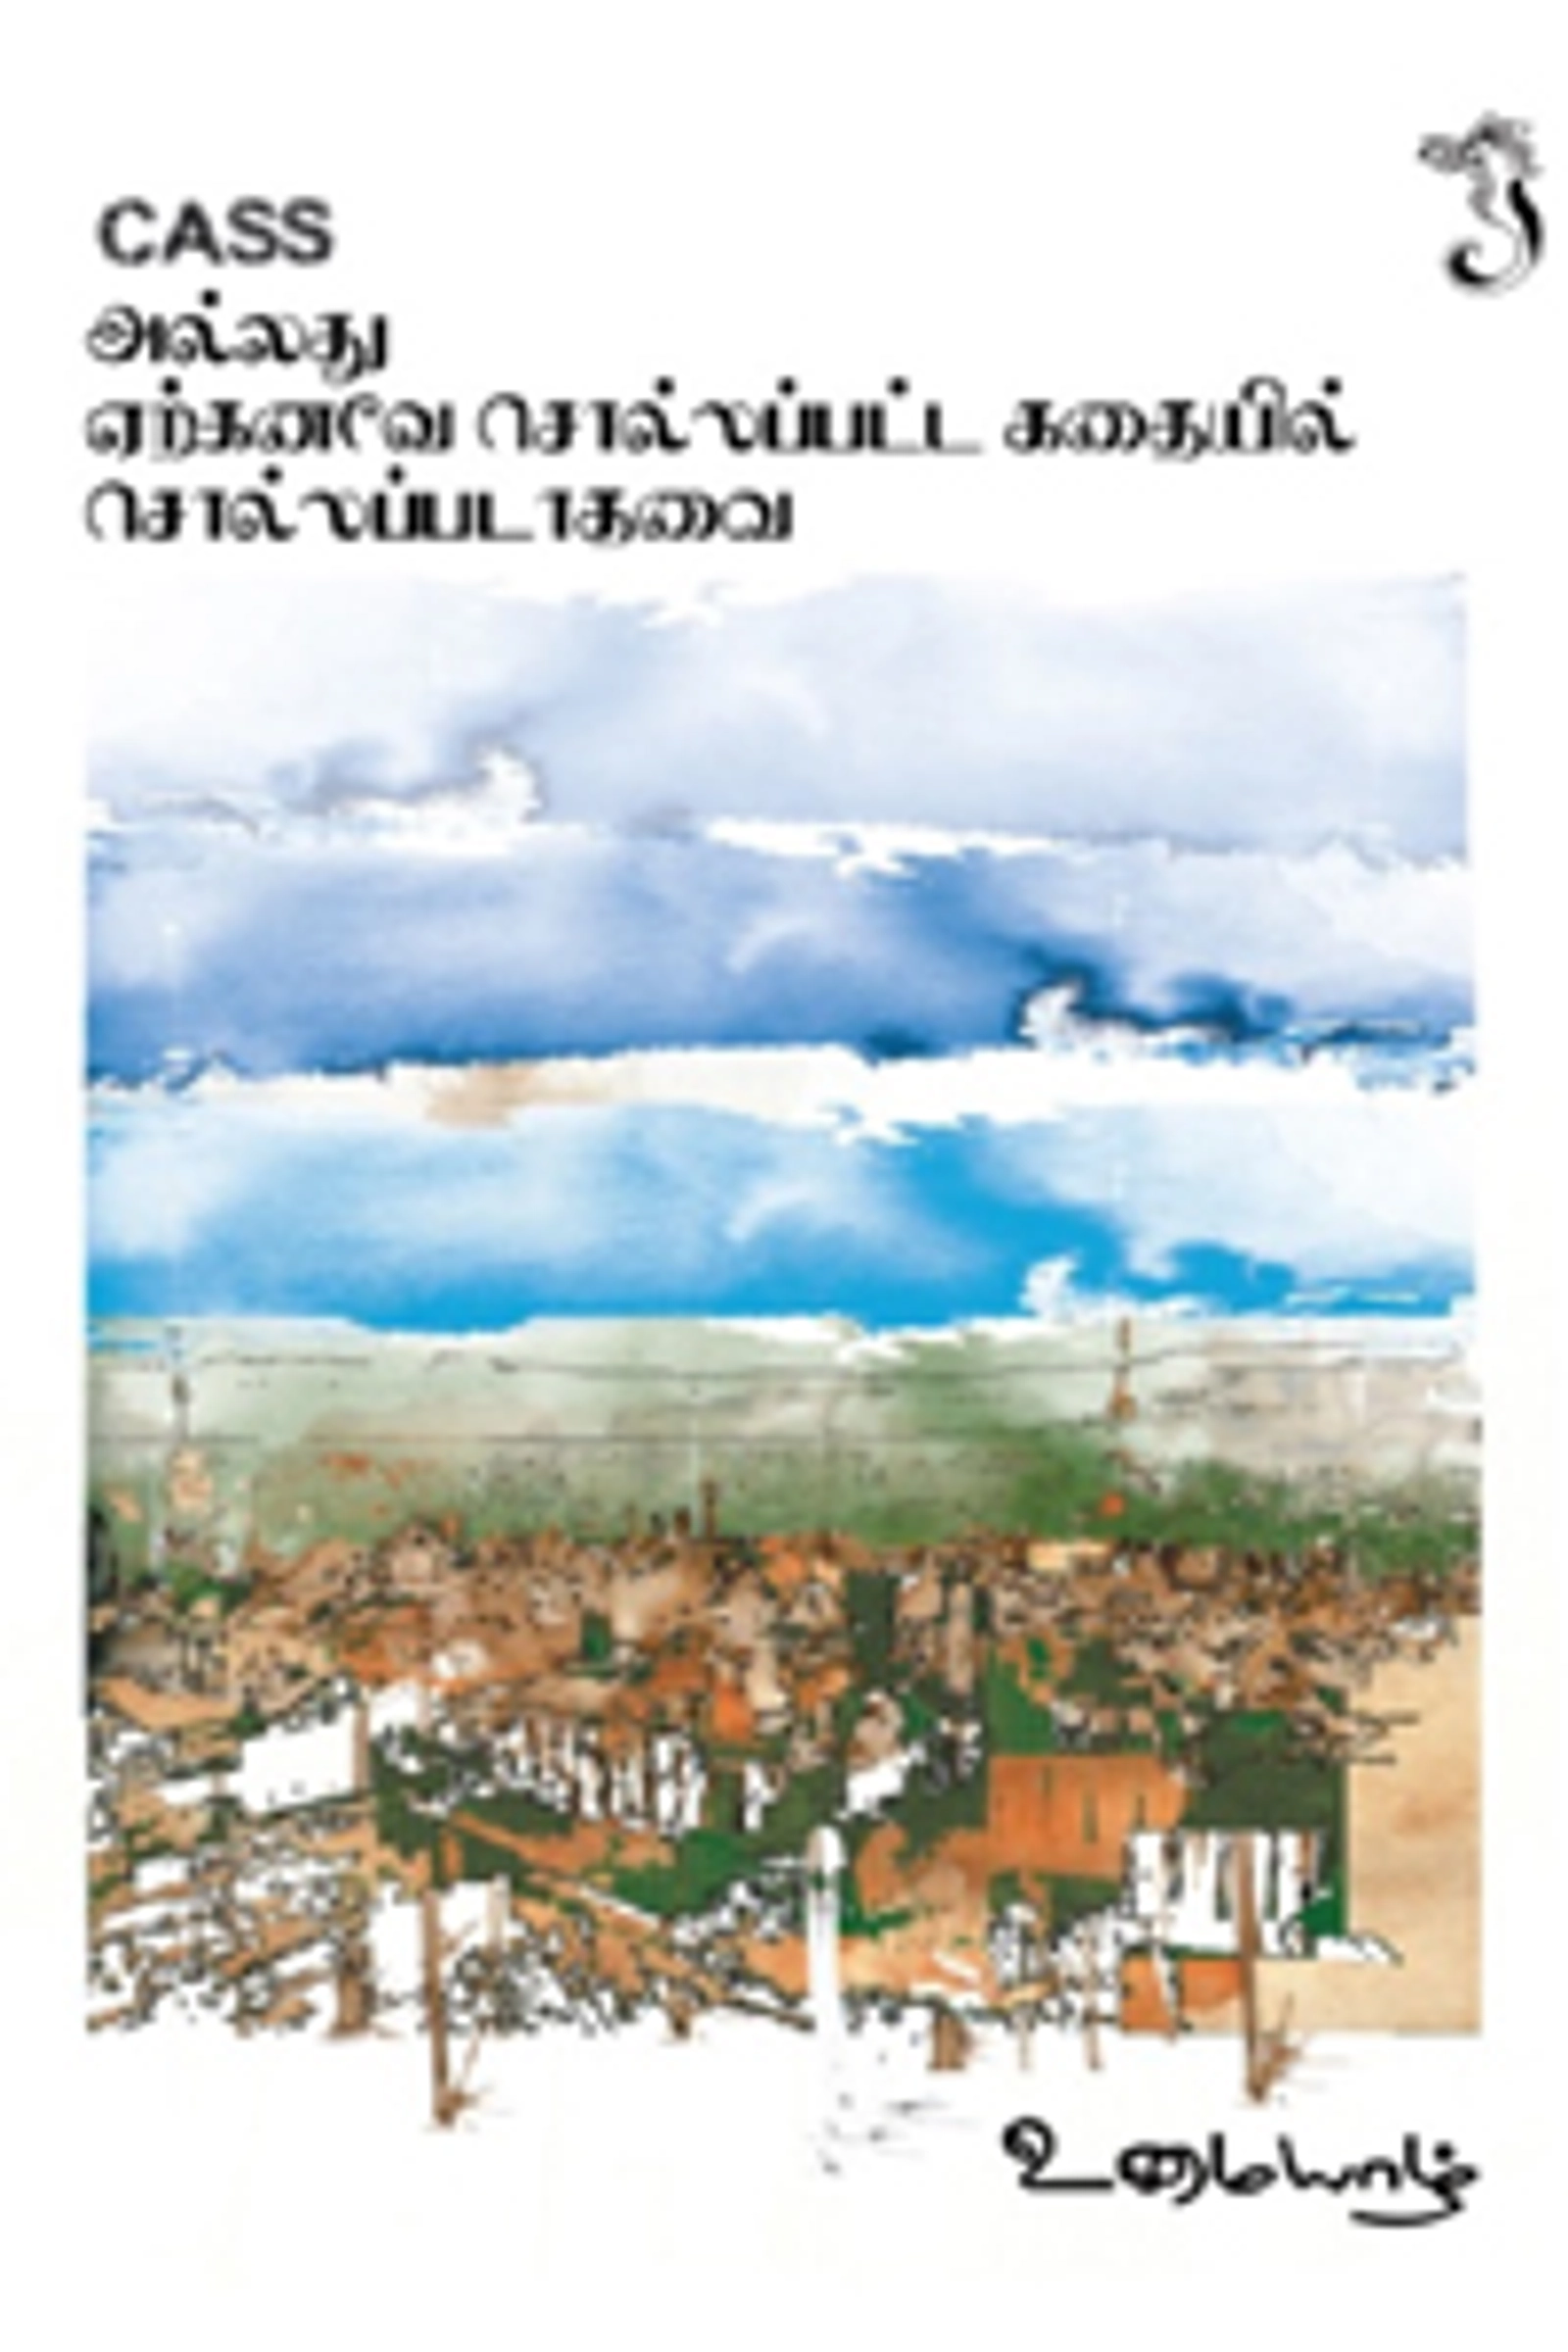 CASS
அல்லது
ஏற்கனவே சொல்லப்பட்ட கதையில்
சொல்லப்படாதவை
உமையாழ்